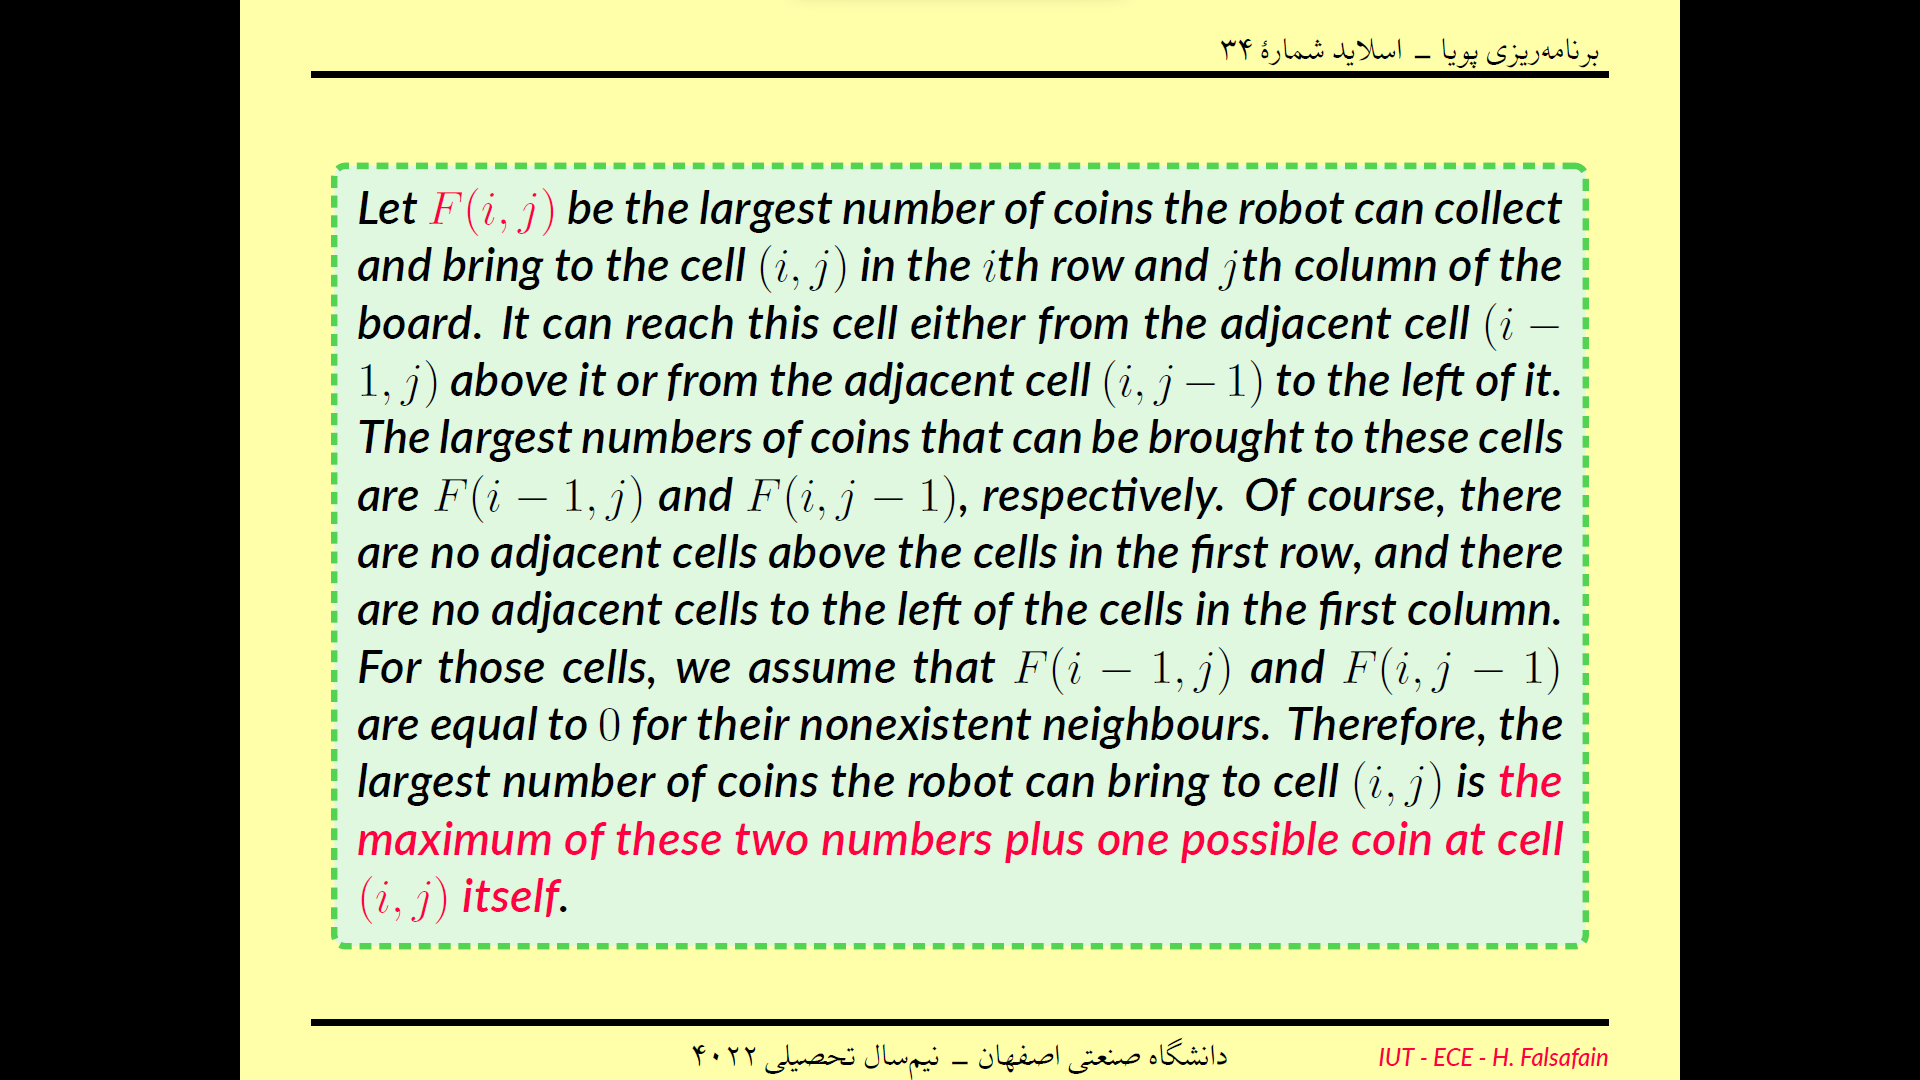 برنامه‌ریزی پویا – اسلاید شمارهٔ ۳۴
Let F(i, j) be the largest number of coins the robot can collect
and bring to the cell (i, j) in the ith row and jth column of the
board. It can reach this cell either from the adjacent cell (i −
1, j) above it or from the adjacent cell (i, j − 1) to the left of it.
The largest numbers of coins that can be brought to these cells
are F(i − 1, j) and F(i, j − 1), respectively. Of course, there
are no adjacent cells above the cells in the first row, and there
are no adjacent cells to the left of the cells in the first column.
For those cells, we assume that F(i − 1, j) and F(i, j − 1)
are equal to 0 for their nonexistent neighbours. Therefore, the
largest number of coins the robot can bring to cell (i, j) is the
maximum of these two numbers plus one possible coin at cell
(i, j) itself.
دانشگاه صنعتی اصفهان – نیم‌سال تحصیلی ۴۰۲۲
IUT - ECE - H. Falsafain